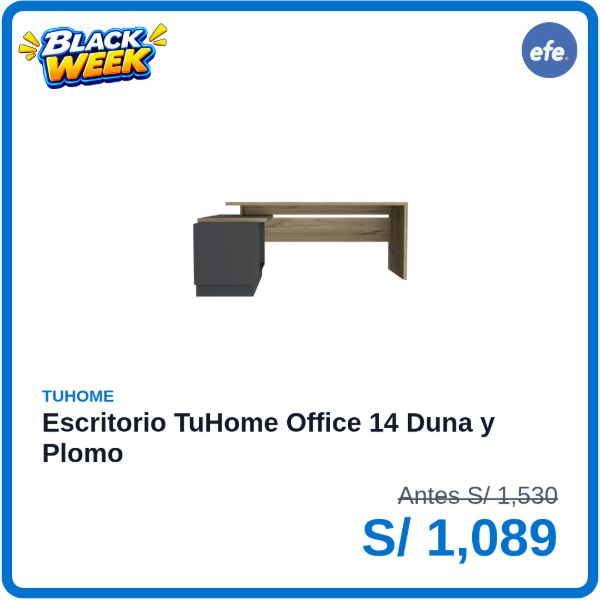 BLACK
WEEK
efe.
TUHOME
Escritorio TuHome Office 14 Duna y
Plomo
Antes S/ 1,530
S/ 1,089